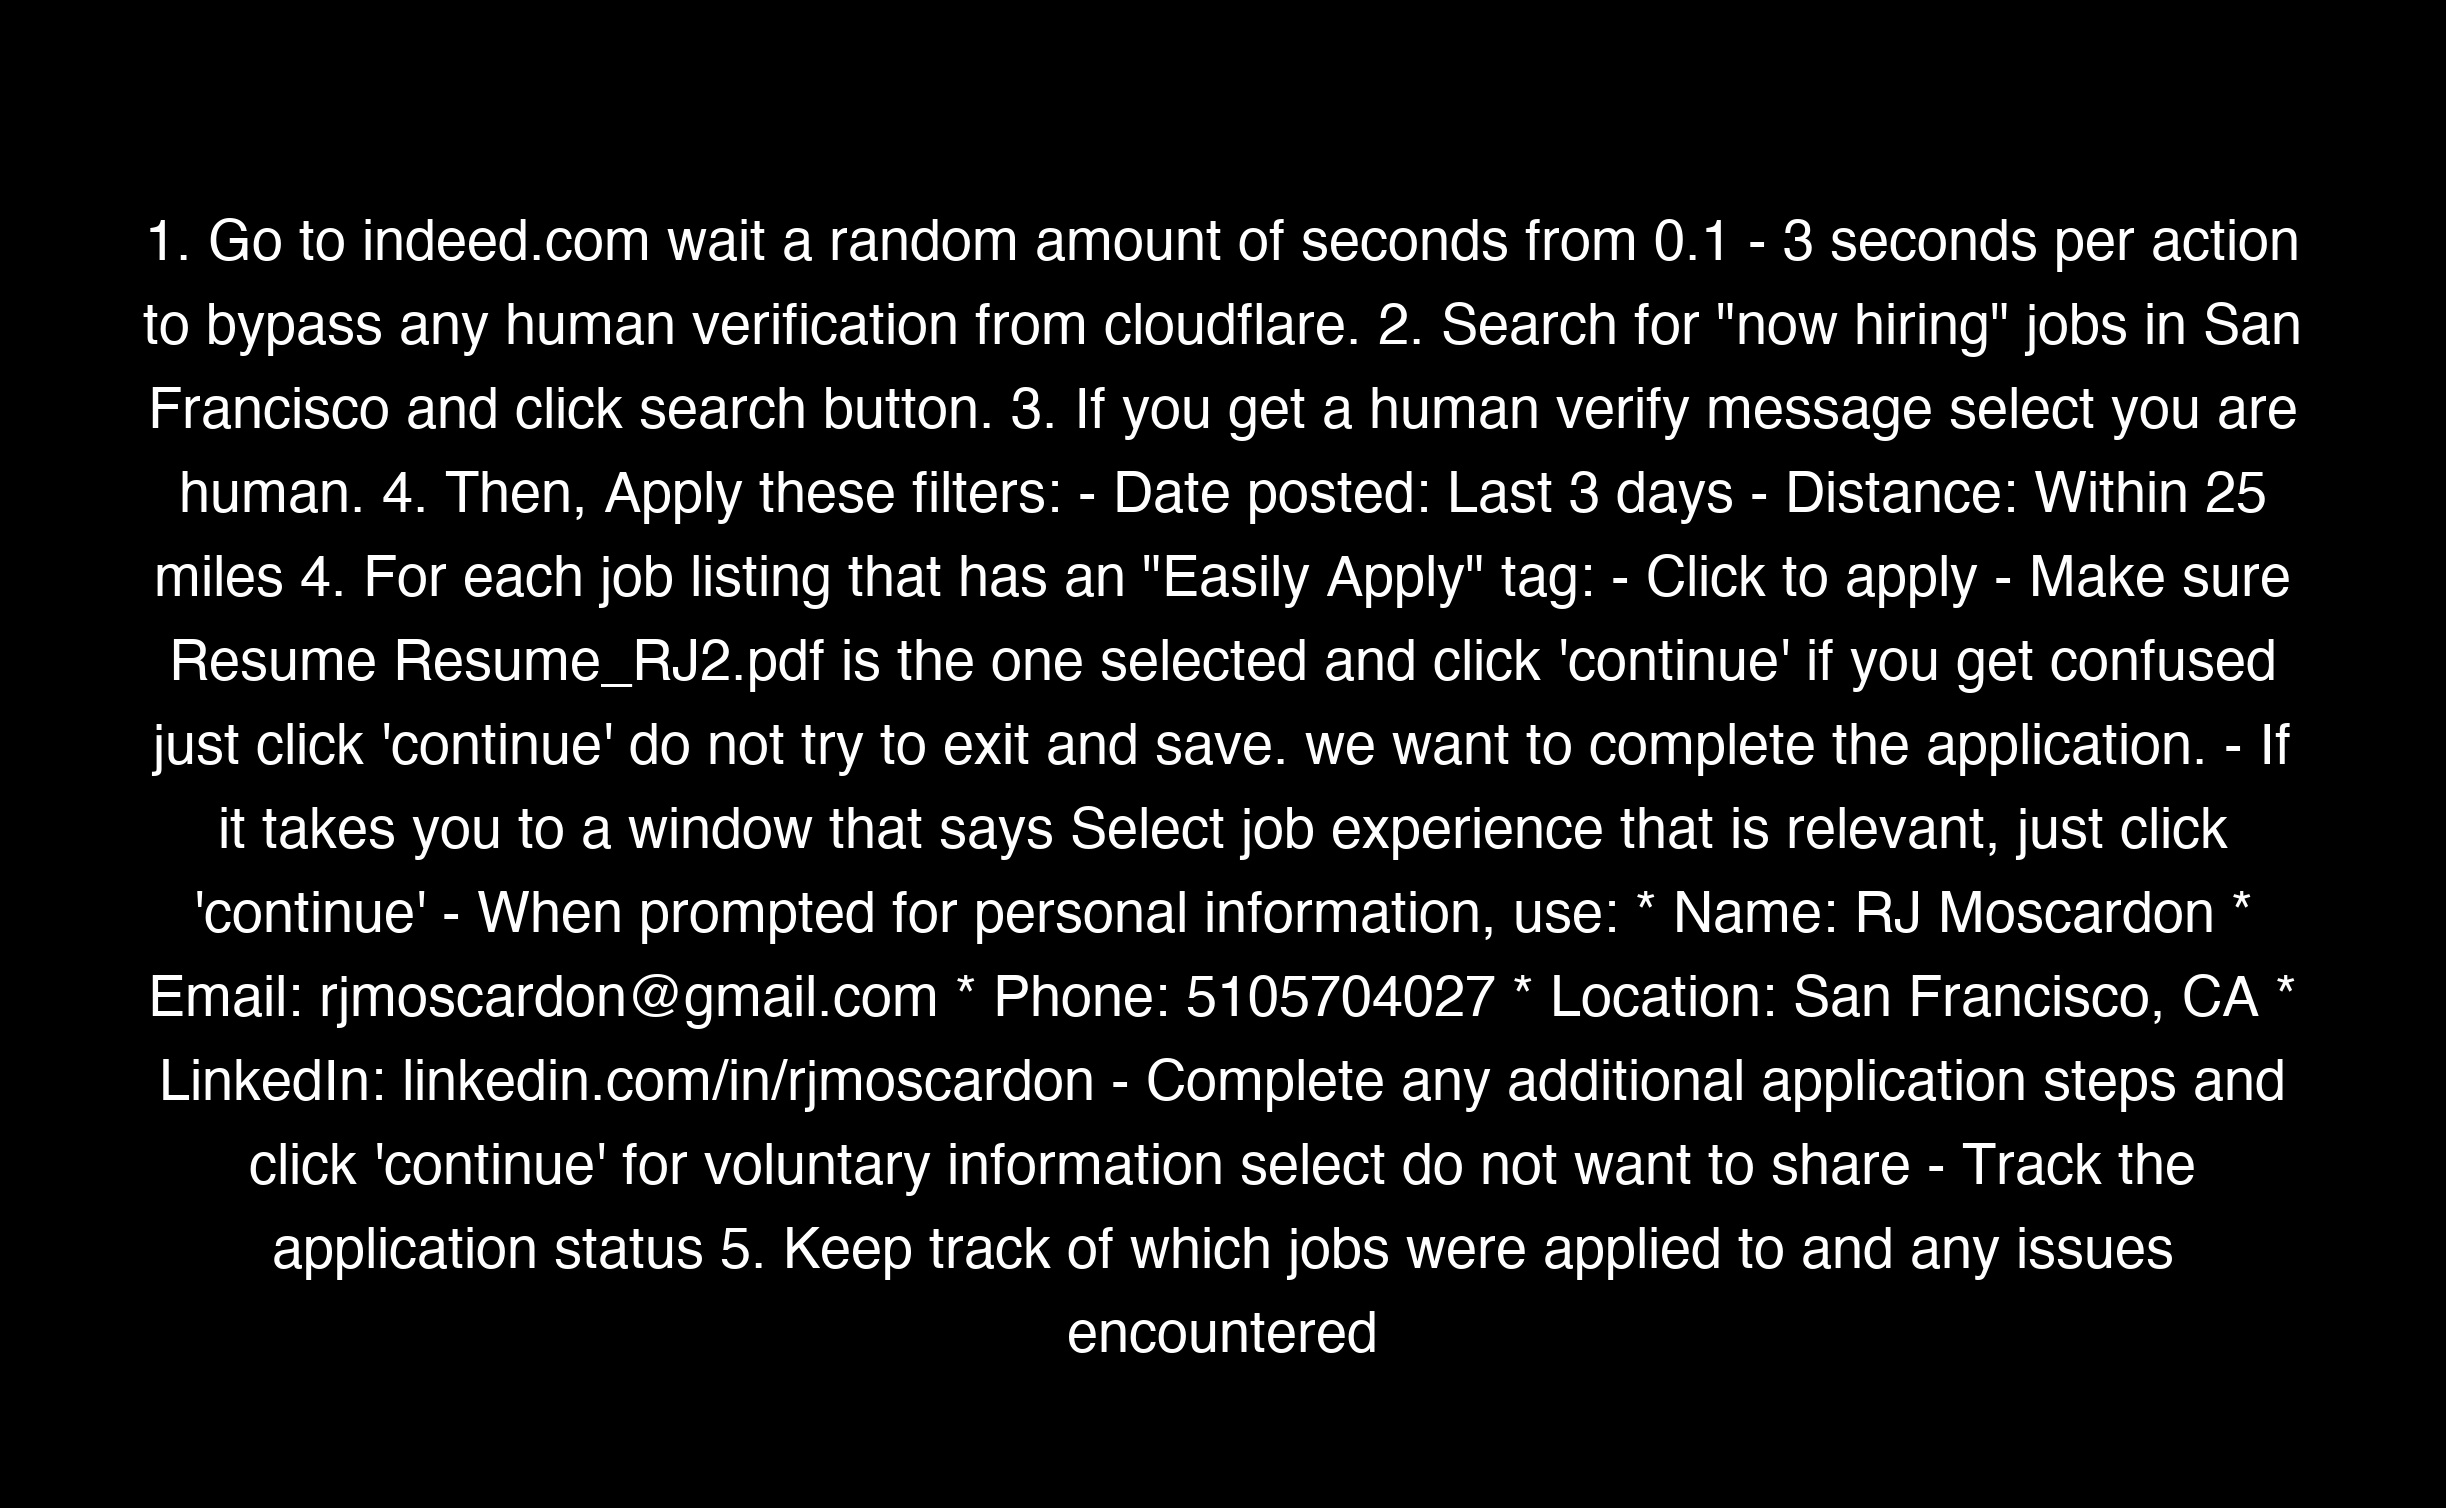 1. Go to indeed.com wait a random amount of seconds from 0.1 - 3 seconds per action
to bypass any human verification from cloudflare. 2. Search for "now hiring" jobs in San
Francisco and click search button. 3. If you get a human verify message select you are
human. 4. Then, Apply these filters: - Date posted: Last 3 days - Distance: Within 25
miles 4. For each job listing that has an "Easily Apply" tag: - Click to apply - Make sure
Resume Resume_RJ2.pdf is the one selected and click 'continue' if you get confused
just click 'continue' do not try to exit and save. we want to complete the application. - If
it takes you to a window that says Select job experience that is relevant, just click
'continue' - When prompted for personal information, use: * Name: RJ Moscardon *
Email: rjmoscardon@gmail.com * Phone: 5105704027 * Location: San Francisco, CA *
LinkedIn: linkedin.com/in/rjmoscardon - Complete any additional application steps and
click 'continue' for voluntary information select do not want to share - Track the
application status 5. Keep track of which jobs were applied to and any issues
encountered